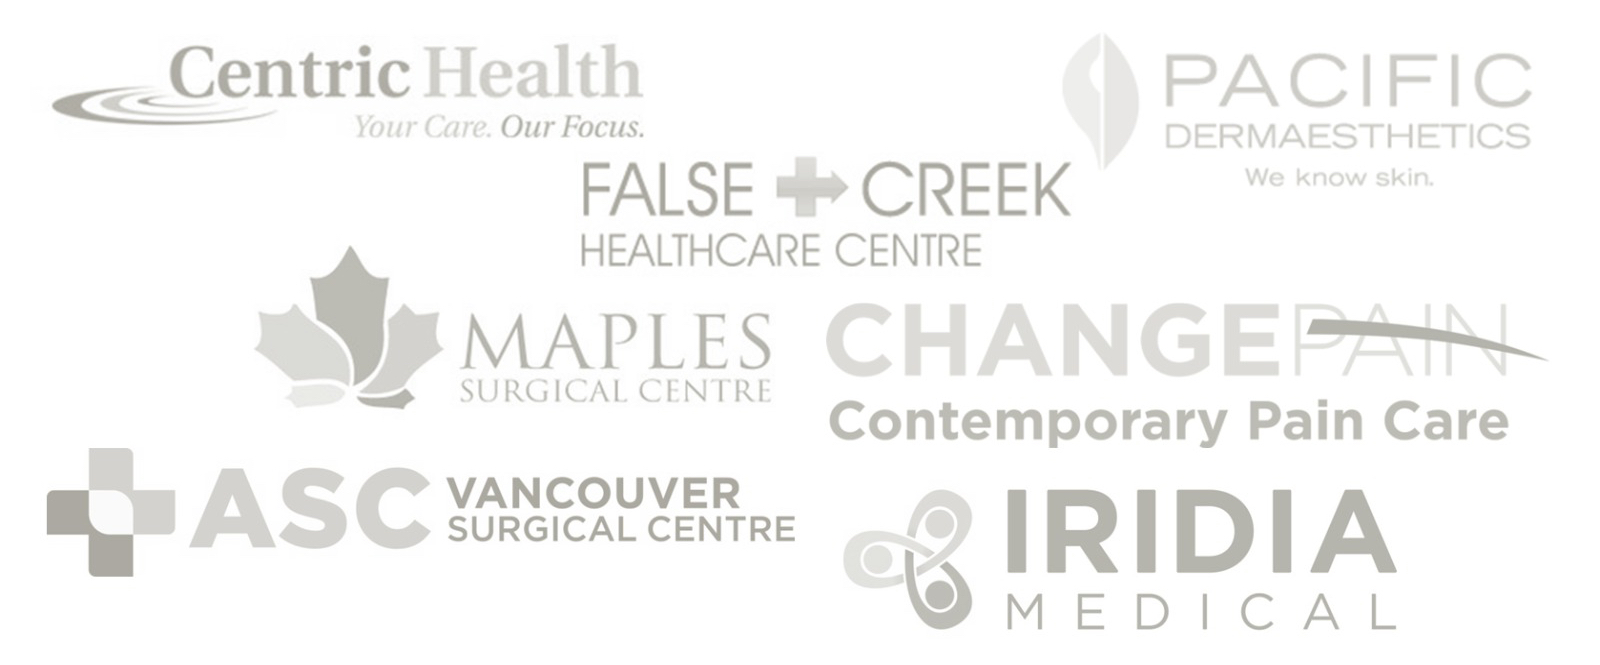 Centric Health
Your Care. Our Focus.
PACIFIC
DERMAESTHETICS
We know skin.
FALSE CREEK
HEALTHCARE CENTRE
MAPLES
SURGICAL CENTRE
CHANGEPAIN
Contemporary Pain Care
ASC VANCOUVER
SURGICAL CENTRE
IRIDIA
MEDICAL